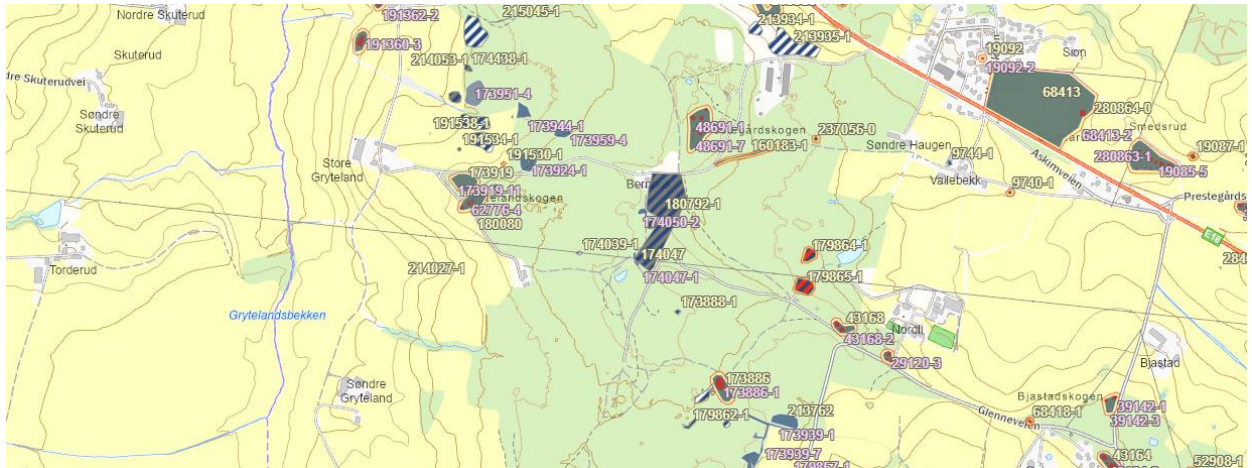 Nordre Skuterud
191362-2
215045-1
213934-1
213935-1
191360-3
Skuterud
214053-1
174438-1
19092
Sion
19092-2
dre Skuterudvei
173951-4
68413
280864-0
Søndre
Skuterud
191538-1
173944-1
48691-1
gårdskogen
237056-0
68413-2
Smedsrud
191534-1
173959-4
48691-7
160183-1
Søndre Haugen
9744-1
Askimveien
280863-1
19087-1
Store
Gryteland
191530-1
173919
173924-1
19085-5
Vallebekk
9740-1
Prestegårds
173919-11
telandskogen
62776-4
180080
180792-1
174050-2
E18
174039-1
174047
179864-1
284
Torderud
214027-1
174047-1
179865-1
173888-1
Grytelandsbekken
43168
43168-2
Nordli
29120-3
Bjastad
Søndre
Gryteland
173886
173886-1
179862-1
213762
Bjastadskogen
39142-1
39142-3
68418-1
Glenneveien
173939-1
173939-7
179867-1
43164
52908-1